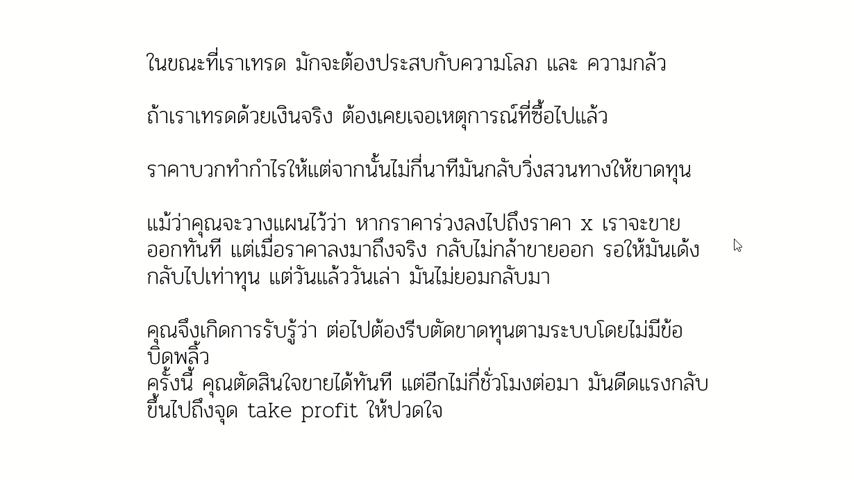 ในขณะที่เราเทรด มักจะต้องประสบกับความโลภ และ ความกล้ว
ถ้าเราเทรดด้วยเงินจริง ต้องเคยเจอเหตุการณ์ที่ซื้อไปแล้ว
ราคาบวกทำกำไรให้แต่จากนั้นไม่กี่นาทีมันกลับวิ่งสวนทางให้ขาดทุน
แม้ว่าคุณจะวางแผนไว้ว่า หากราคาร่วงลงไปถึงราคา x เราจะขาย
ออกทันที แต่เมื่อราคาลงมาถึงจริง กลับไม่กล้าขายออก รอให้มันเด้ง
กลับไปเท่าทุน แต่วันแล้ววันเล่า มันไม่ยอมกลับมา
คุณจึงเกิดการรับรู้ว่า ต่อไปต้องรีบตัดขาดทุนตามระบบโดยไม่มีข้อ
บิดพลิ้ว
ครั้งนี้ คุณตัดสินใจขายได้ทันที แต่อีกไม่กี่ชั่วโมงต่อมา มันดีดแรงกลับ
ขึ้นไปถึงจุด take profit ให้ปวดใจ